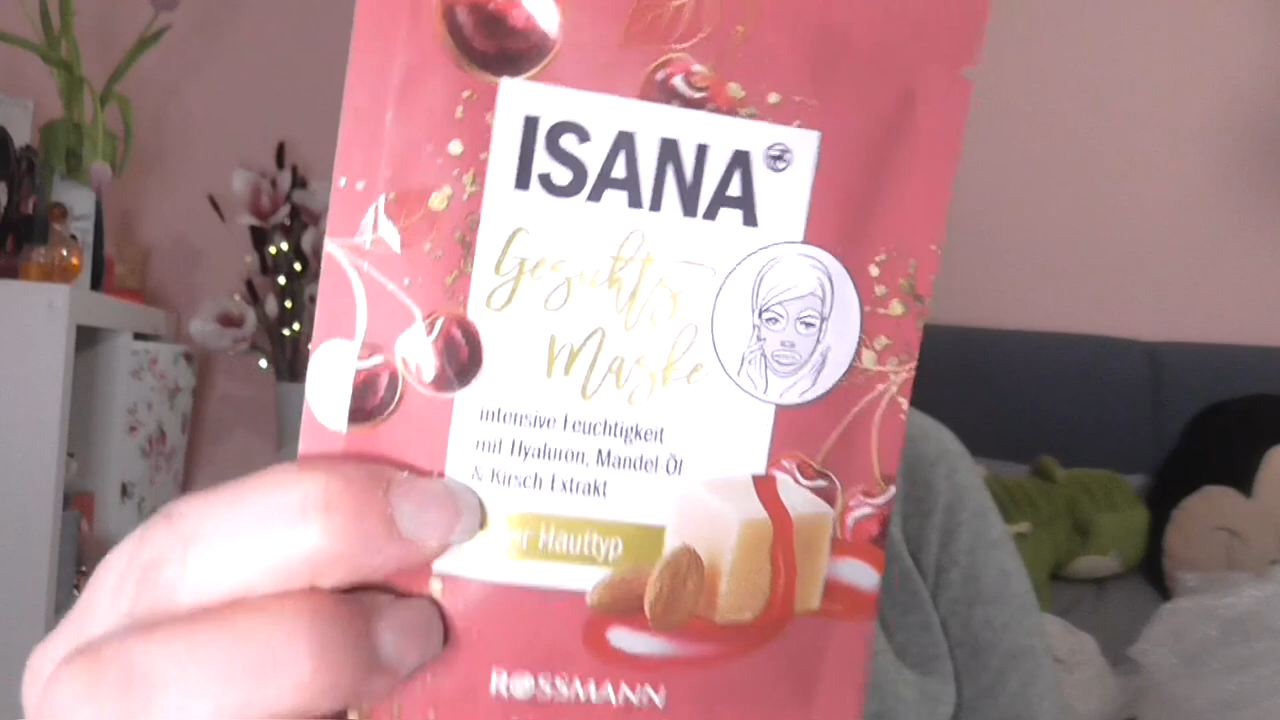 ISANA
Gesichts
Maske
intensive Feuchtigkeit
mit Hyaluron, Mandel-Öl
& Kirsch-Extrakt
Hauttyp
ROSSMANN